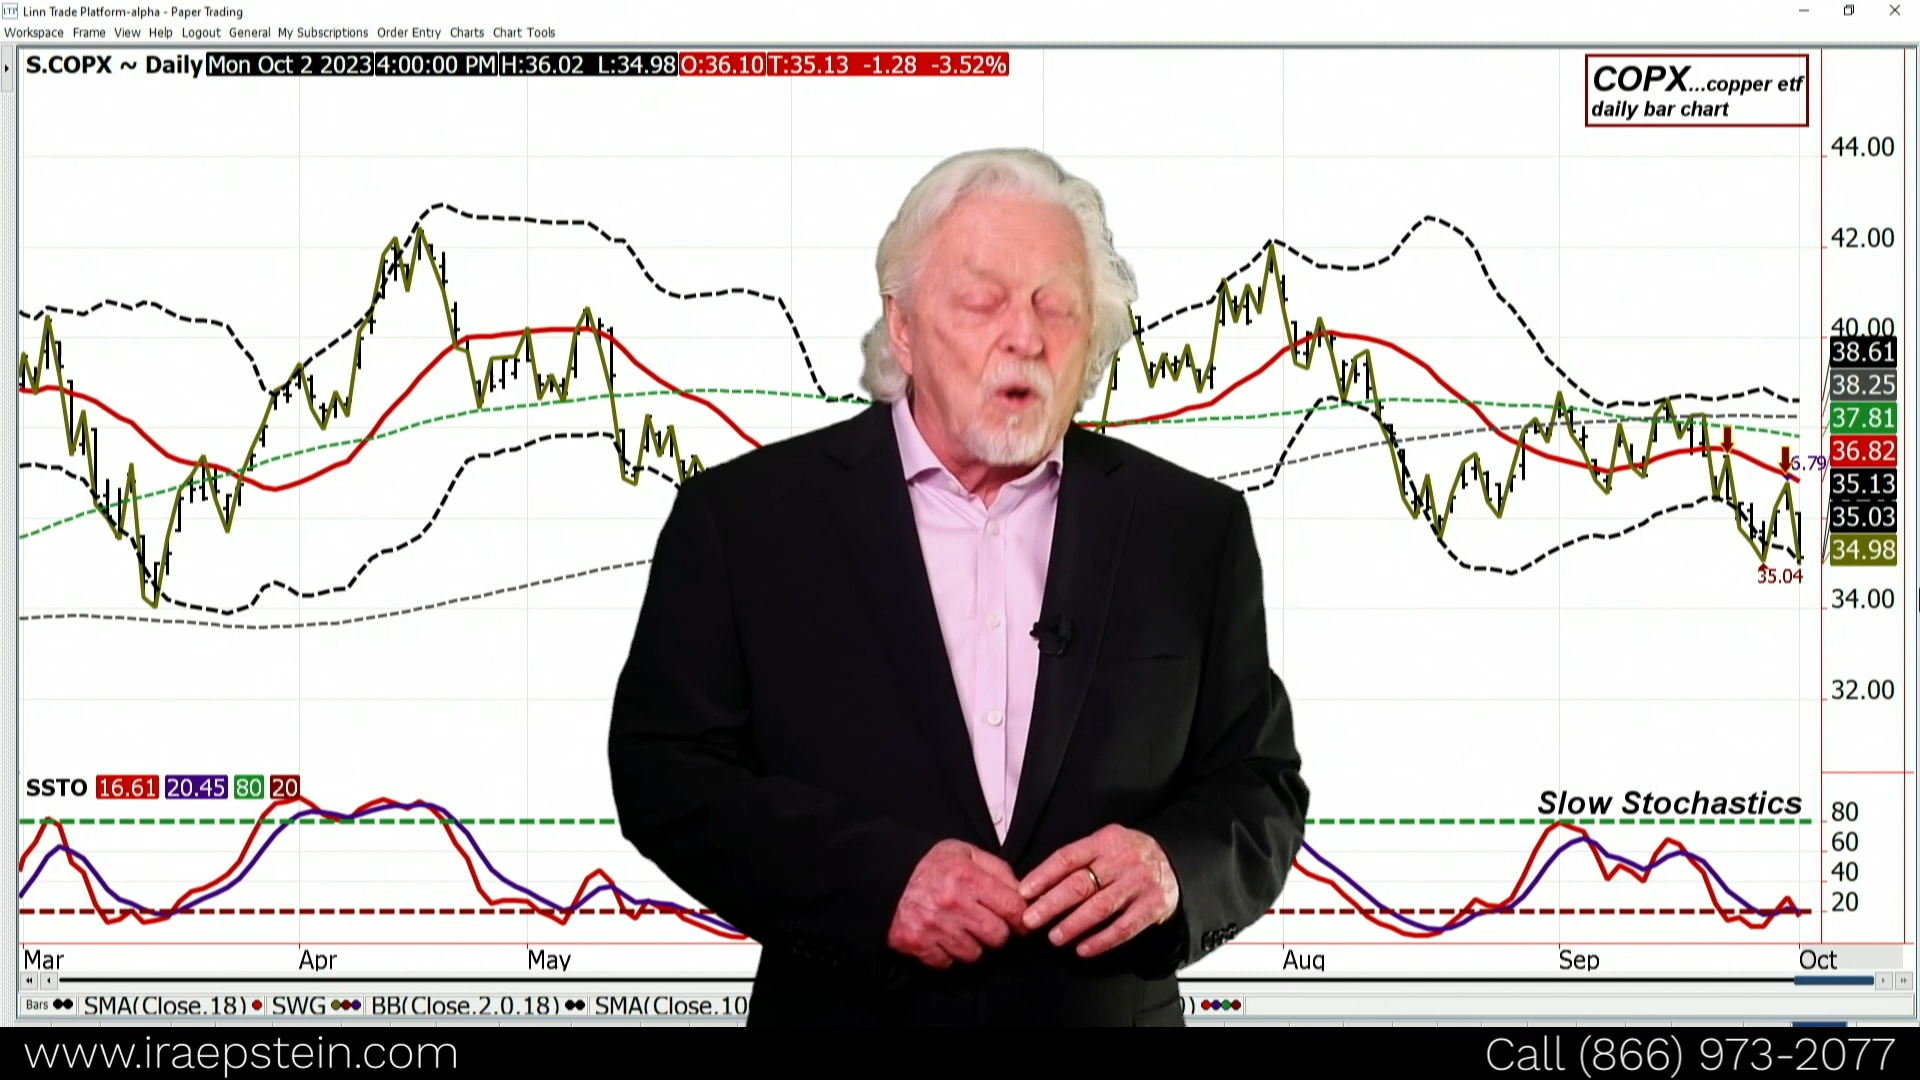 LTP Linn Trade Platform-alpha - Paper Trading
Workspace Frame View Help Logout General My Subscriptions Order Entry Charts Chart Tools
S.COPX ~ Daily Mon Oct 2 2023 4:00:00 PM H:36.02 L:34.98 O:36.10 T:35.13 -1.28 -3.52%
COPX...copper etf
daily bar chart
44.00
42.00
40.00
38.61
38.25
37.81
36.82
6.79
35.13
35.03
34.98
35.04
34.00
32.00
SSTO 16.61 20.45 80 20
Slow Stochastics
80
60
40
20
Mar Apr May Aug Sep Oct
Bars SMA(Close,18) SWG BB(Close,2.0,18) SMA(Close,10 )
www.iraepstein.com
Call (866) 973-2077